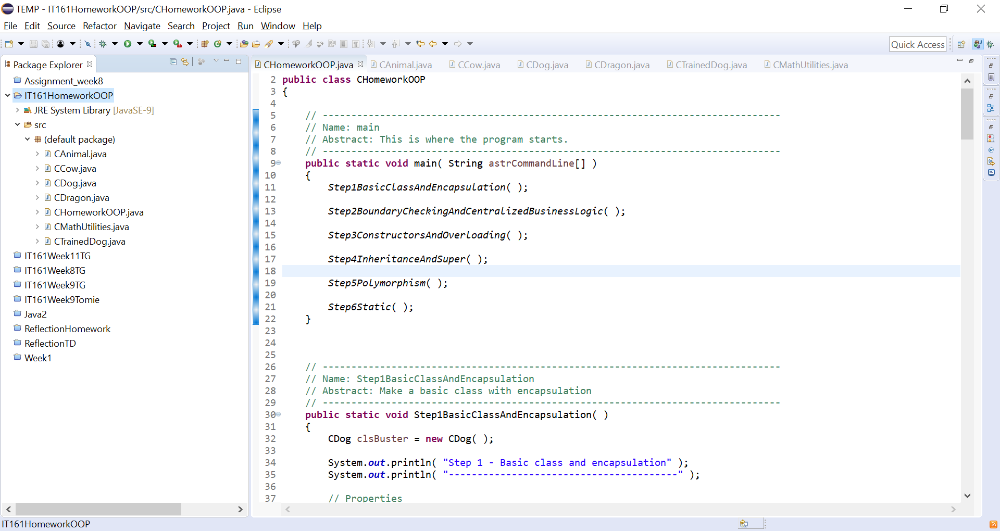 TEMP - IT161HomeworkOOP/src/CHomeworkOOP.java - Eclipse
File Edit Source Refactor Navigate Search Project Run Window Help
Quick Access
Package Explorer
Assignment_week8
IT161HomeworkOOP
JRE System Library [JavaSE-9]
src
(default package)
CAnimal.java
CCow.java
CDog.java
CDragon.java
CHomeworkOOP.java
CMathUtilities.java
CTrainedDog.java
IT161Week11TG
IT161Week8TG
IT161Week9TG
IT161Week9Tomie
Java2
ReflectionHomework
ReflectionTD
Week1
CHomeworkOOP.java CAnimal.java CCow.java CDog.java CDragon.java CTrainedDog.java CMathUtilities.java
2 public class CHomeworkOOP
3 {
4
5 // --------------------------------------------------------------------------------
6 // Name: main
7 // Abstract: This is where the program starts.
8 // --------------------------------------------------------------------------------
9 public static void main( String astrCommandLine[] )
10 {
11 Step1BasicClassAndEncapsulation( );
12
13 Step2BoundaryCheckingAndCentralizedBusinessLogic( );
14
15 Step3ConstructorsAndOverloading( );
16
17 Step4InheritanceAndSuper( );
18
19 Step5Polymorphism( );
20
21 Step6Static( );
22 }
23
24
25
26 // --------------------------------------------------------------------------------
27 // Name: Step1BasicClassAndEncapsulation
28 // Abstract: Make a basic class with encapsulation
29 // --------------------------------------------------------------------------------
30 public static void Step1BasicClassAndEncapsulation( )
31 {
32 CDog clsBuster = new CDog( );
33
34 System.out.println( "Step 1 - Basic class and encapsulation" );
35 System.out.println( "----------------------------------------" );
36
37 // Properties
IT161HomeworkOOP